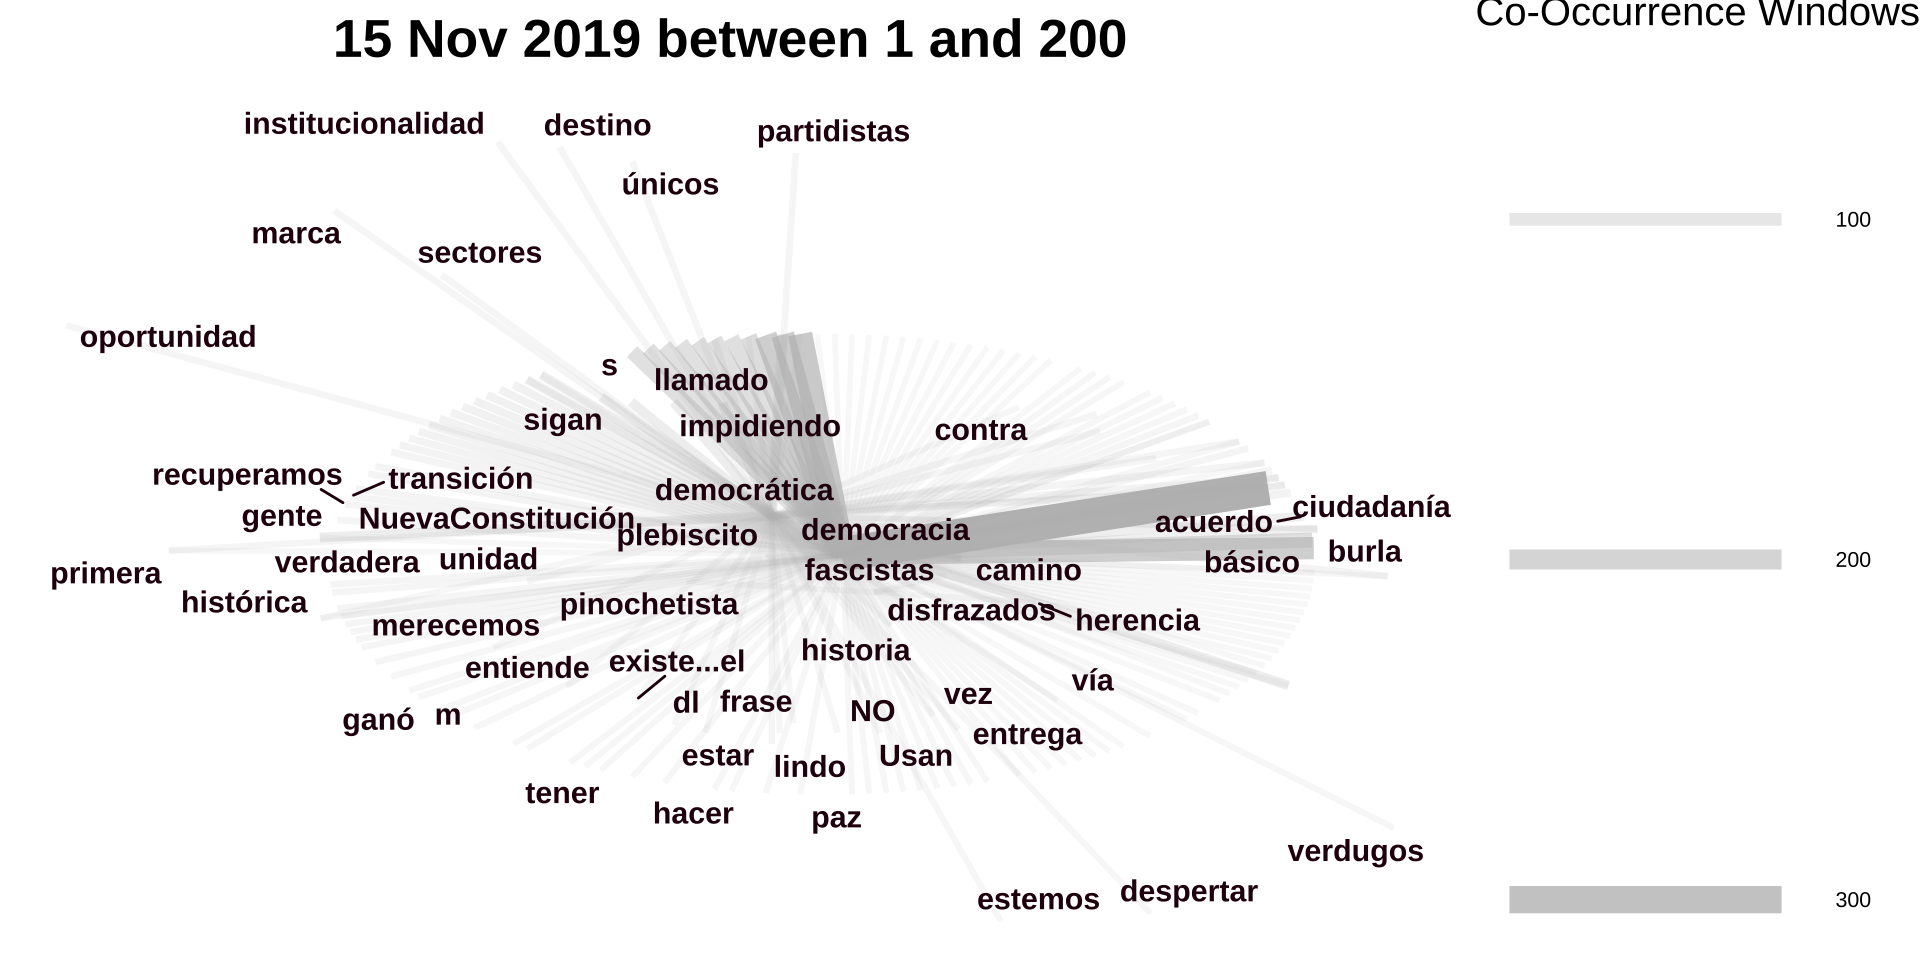 Co-Occurrence Windows
15 Nov 2019 between 1 and 200
institucionalidad
destino
partidistas
únicos
100
marca
sectores
oportunidad
s
llamado
sigan
impidiendo
contra
recuperamos
transición
democrática
gente
NuevaConstitución
plebiscito
democracia
acuerdo
ciudadanía
primera
verdadera
unidad
fascistas
camino
básico
burla
200
histórica
pinochetista
disfrazados
herencia
merecemos
historia
entiende
existe...el
vía
dl
frase
vez
ganó
m
NO
entrega
estar
lindo
Usan
tener
hacer
paz
verdugos
estemos
despertar
300